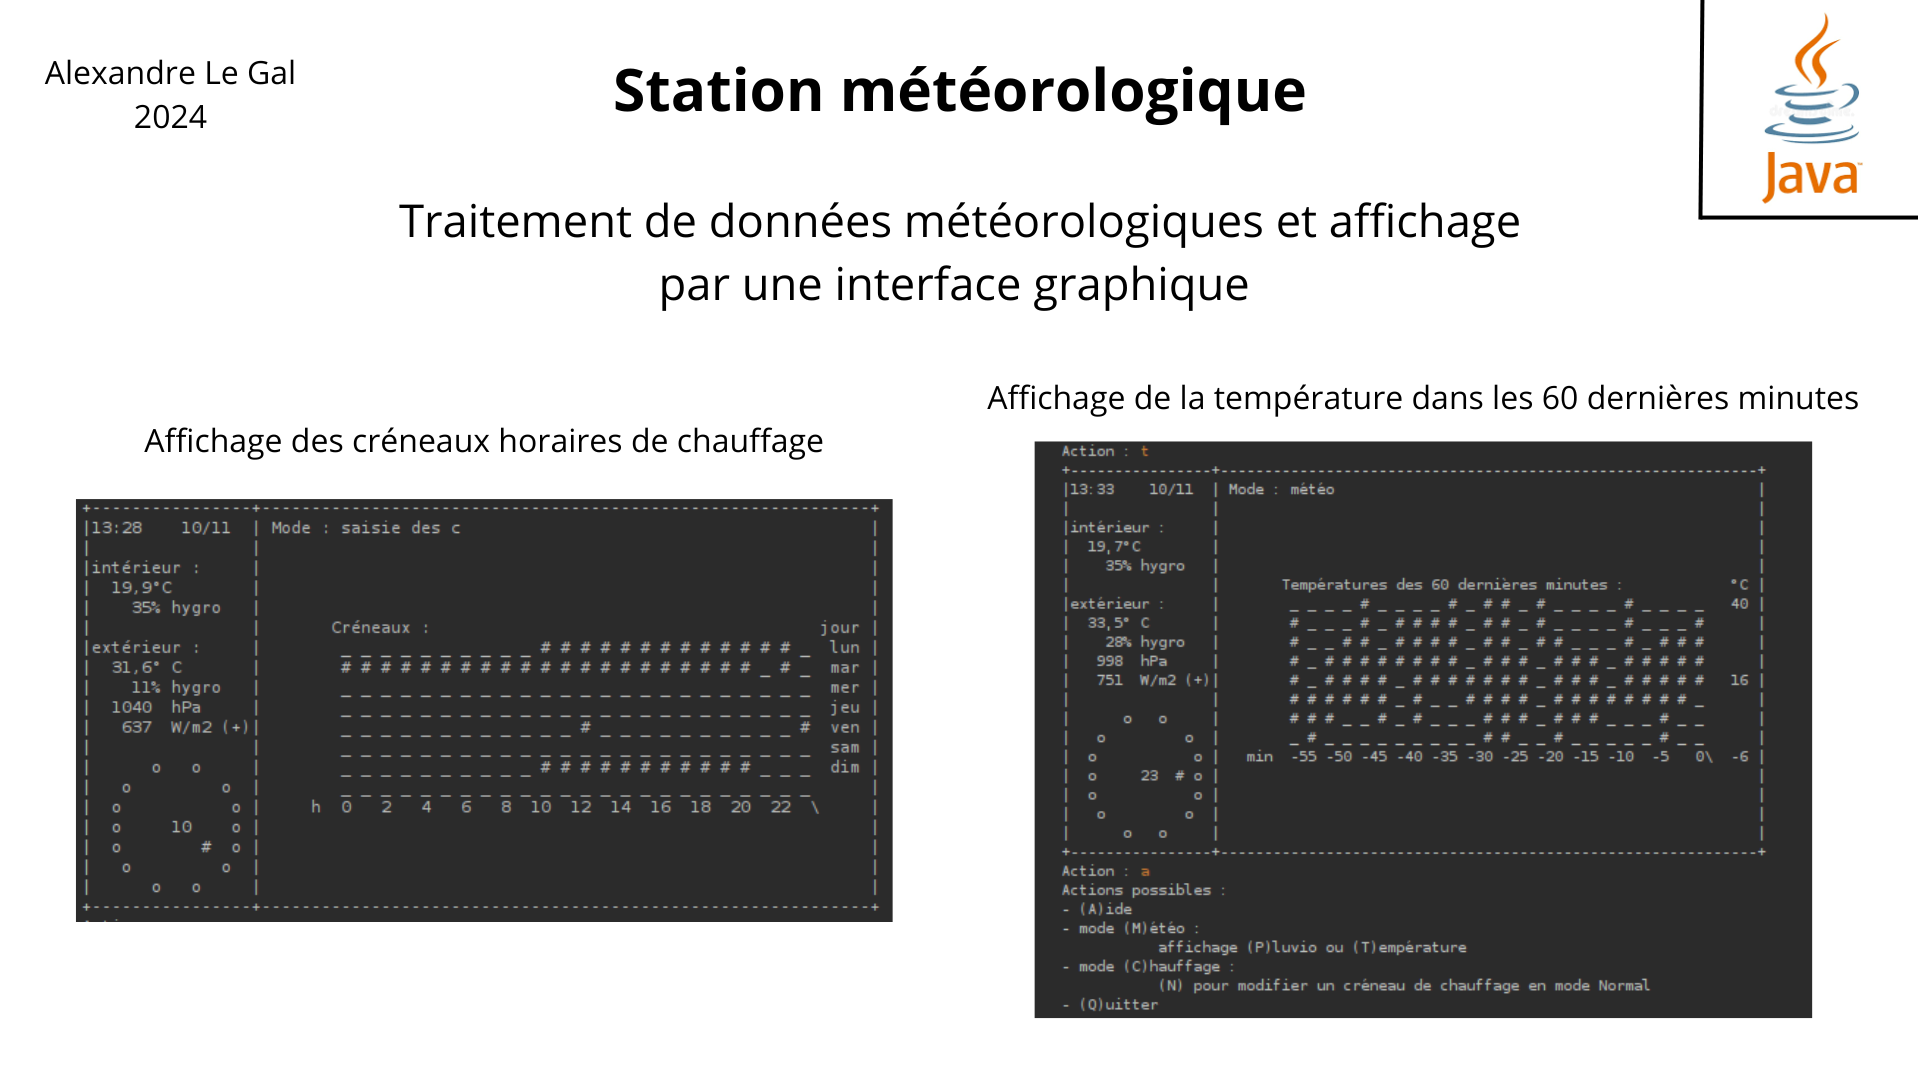 Alexandre Le Gal
2024
Station météorologique
Java
Traitement de données météorologiques et affichage
par une interface graphique
Affichage des créneaux horaires de chauffage
+----------------+--------------------------------------------------------------+
|13:28 10/11 | Mode : saisie des c |
|intérieur : |
| 19,9°C |
| 35% hygro |
| | Créneaux : jour |
|extérieur : | _ _ _ _ _ _ _ _ _ _ # # # # # # # # # # # # # _ lun |
| 31,6° C | # # # # # # # # # # # # # # # # # # # # # _ # _ mar |
| 11% hygro | _ _ _ _ _ _ _ _ _ _ _ _ _ _ _ _ _ _ _ _ _ _ _ _ mer |
| 1040 hPa | _ _ _ _ _ _ _ _ _ _ _ _ _ _ _ _ _ _ _ _ _ _ _ _ jeu |
| 637 W/m2 (+)| _ _ _ _ _ _ _ _ _ _ _ _ # _ _ _ _ _ _ _ _ _ _ # ven |
| | _ _ _ _ _ _ _ _ _ _ _ _ _ _ _ _ _ _ _ _ _ _ _ _ sam |
| o o | _ _ _ _ _ _ _ _ _ _ # # # # # # # # # # # _ _ _ dim |
| o o | _ _ _ _ _ _ _ _ _ _ _ _ _ _ _ _ _ _ _ _ _ _ _ _ |
| o o | h 0 2 4 6 8 10 12 14 16 18 20 22 \ |
| o 10 o |
| o # o |
| o o |
| o o |
+----------------+--------------------------------------------------------------+
Affichage de la température dans les 60 dernières minutes
Action : t
+----------------+--------------------------------------------------------------+
|13:33 10/11 | Mode : météo |
|intérieur : |
| 19,7°C |
| 35% hygro |
| | Températures des 60 dernières minutes : °C |
|extérieur : | _ _ _ _ # _ _ _ _ # _ # # _ # _ _ _ _ # _ _ _ _ 40 |
| 33,5° C | # _ _ _ # _ # # # # _ # # _ # _ _ _ _ # _ _ _ # |
| 28% hygro | # _ _ # # _ # # # # _ # # _ # # _ _ _ # _ # # # |
| 998 hPa | # _ # # # # # # # # _ # # # _ # # # _ # # # # # |
| 751 W/m2 (+)| # _ # # # # _ # # # # # # # _ # # # _ # # # # # 16 |
| | # # # # # # _ # _ _ # # # # _ # # # # # # # # _ |
| o o | # # # _ _ # _ # _ _ _ # # # _ # # # _ _ _ # _ _ |
| o o | _ # _ _ _ _ _ _ _ _ _ # # _ _ # _ _ _ _ _ # _ _ |
| o o | min -55 -50 -45 -40 -35 -30 -25 -20 -15 -10 -5 0\ -6 |
| o 23 # o |
| o o |
| o o |
| o o |
+----------------+--------------------------------------------------------------+
Action : a
Actions possibles :
- (A)ide
- mode (M)étéo :
affichage (P)luvio ou (T)empérature
- mode (C)hauffage :
(N) pour modifier un créneau de chauffage en mode Normal
- (Q)uitter